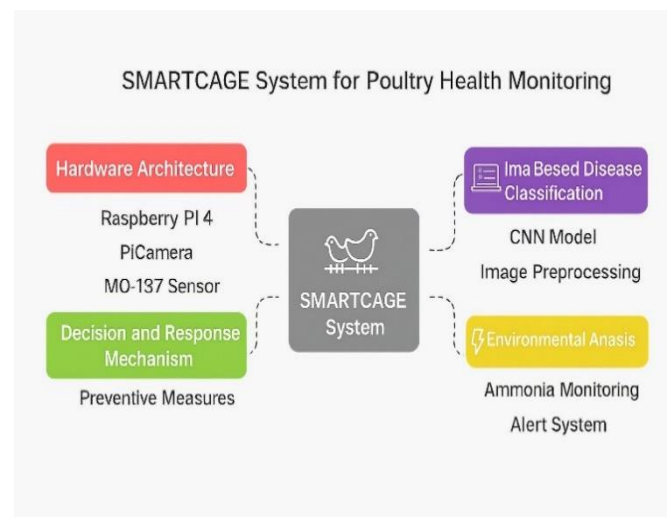 SMARTCAGE System for Poultry Health Monitoring
Hardware Architecture
Raspberry PI 4
PiCamera
MO-137 Sensor
Decision and Response
Mechanism
Preventive Measures
SMARTCAGE
System
Ima Besed Disease
Classification
CNN Model
Image Preprocessing
Environmental Anasis
Ammonia Monitoring
Alert System